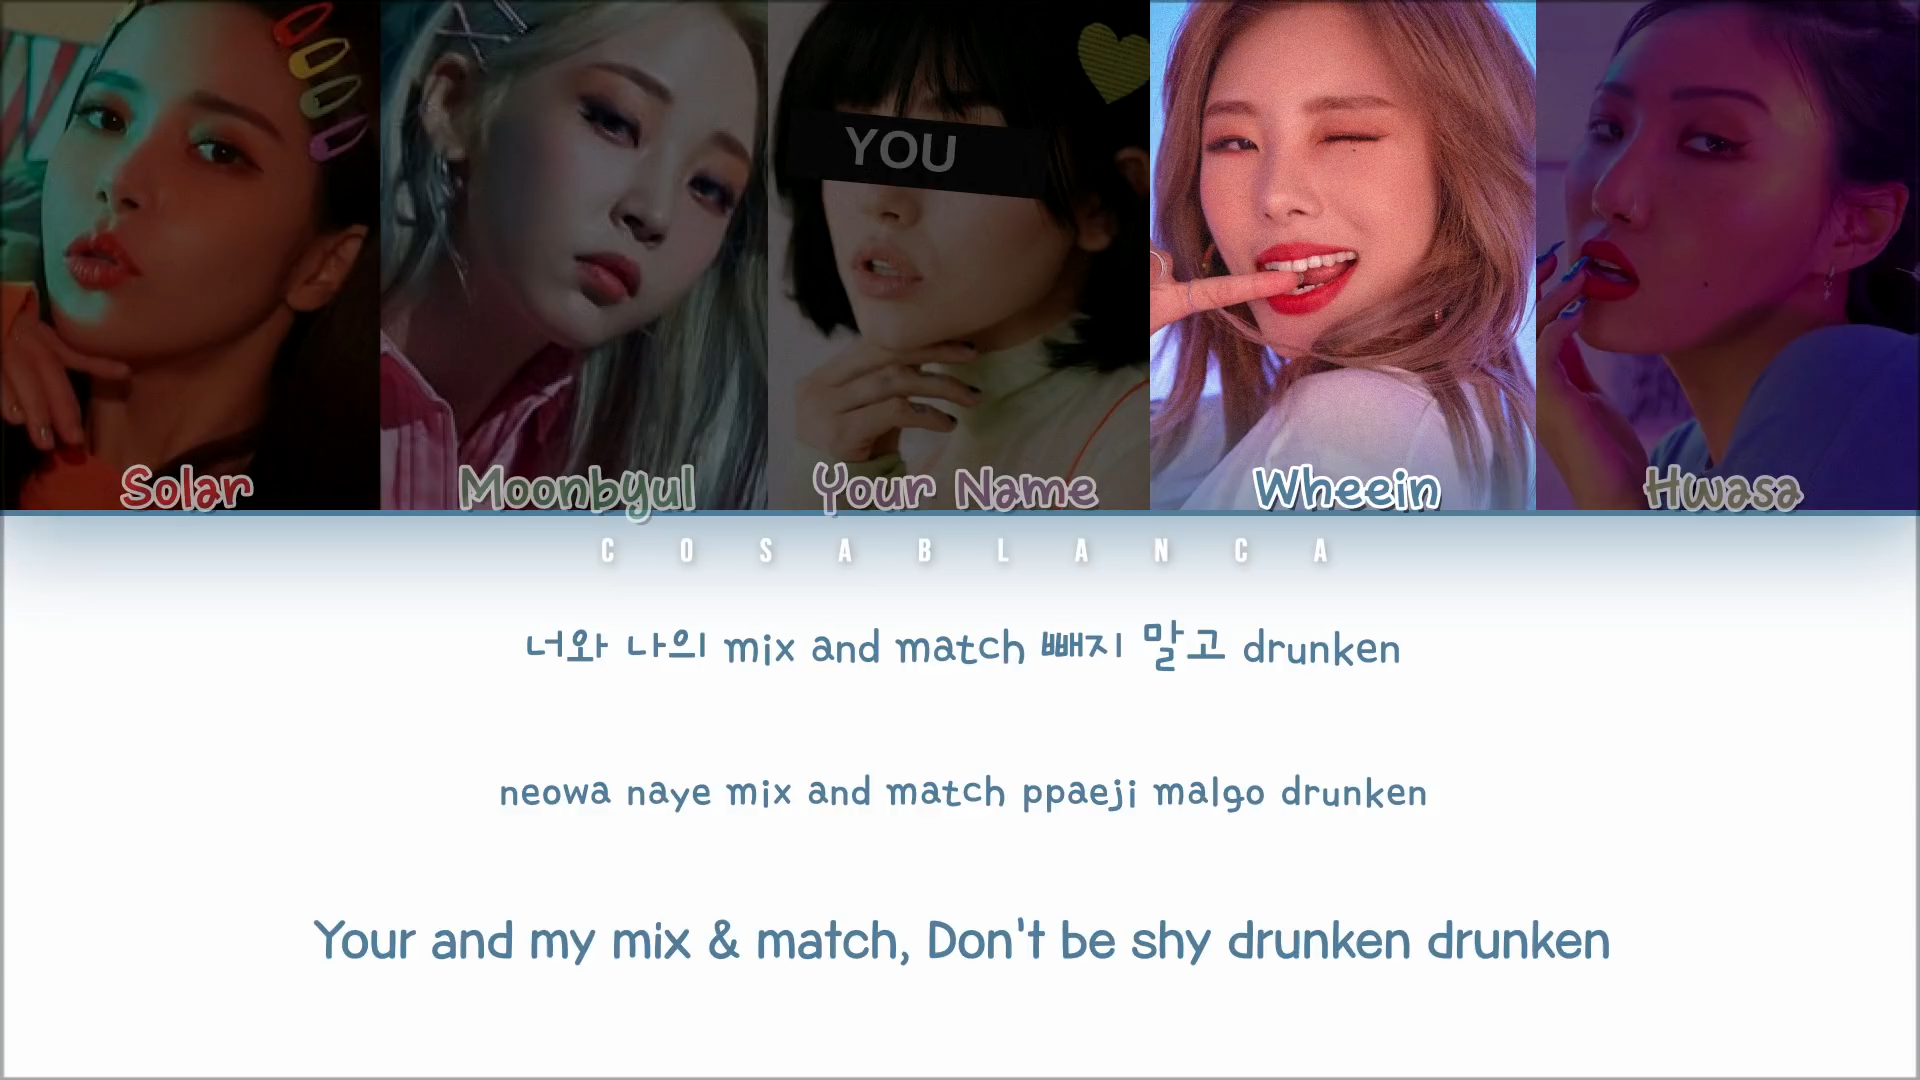 YOU
Solar Moonbyul Your Name Wheein Hwasa
COSABLANCA
너와 나의 mix and match 빼지 말고 drunken
neowa naye mix and match ppaeji malgo drunken
Your and my mix & match, Don't be shy drunken drunken